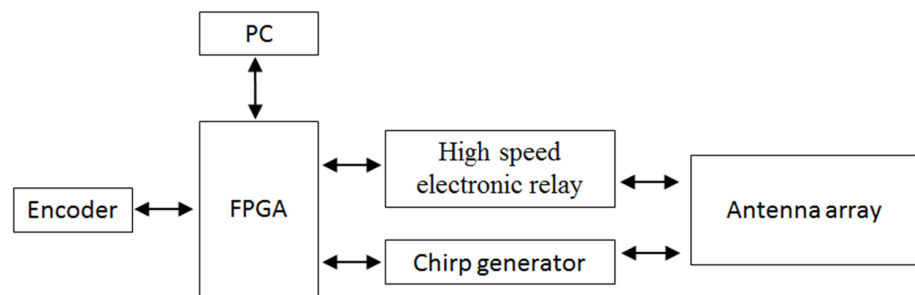 PC
High speed
electronic relay
Encoder
FPGA
Antenna array
Chirp generator